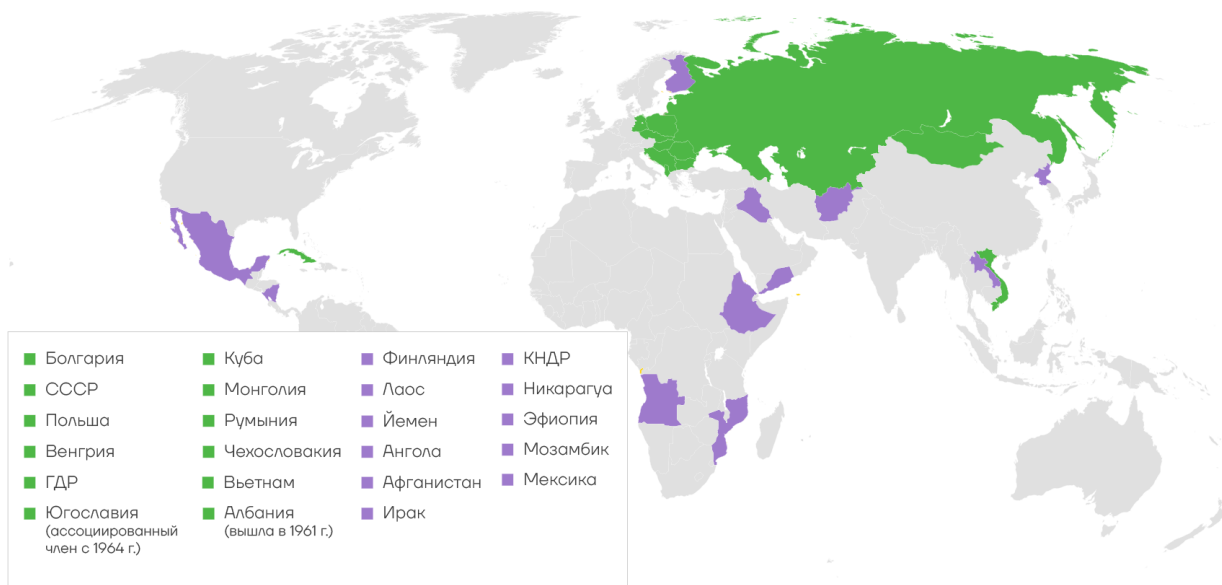 Болгария
СССР
Польша
Венгрия
ГДР
Югославия
(ассоциированный
член с 1964 г.)
Куба
Монголия
Румыния
Чехословакия
Вьетнам
Албания
(вышла в 1961 г.)
Финляндия
Лаос
Йемен
Ангола
Афганистан
Ирак
КНДР
Никарагуа
Эфиопия
Мозамбик
Мексика